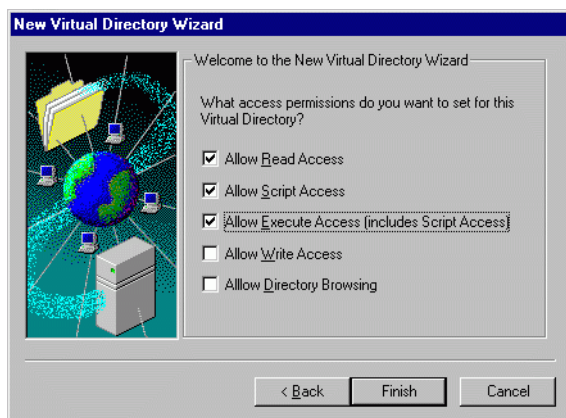 New Virtual Directory Wizard
Welcome to the New Virtual Directory Wizard
What access permissions do you want to set for this
Virtual Directory?
Allow Read Access
Allow Script Access
Allow Execute Access (includes Script Access)
Allow Write Access
Alllow Directory Browsing
< Back
Finish
Cancel